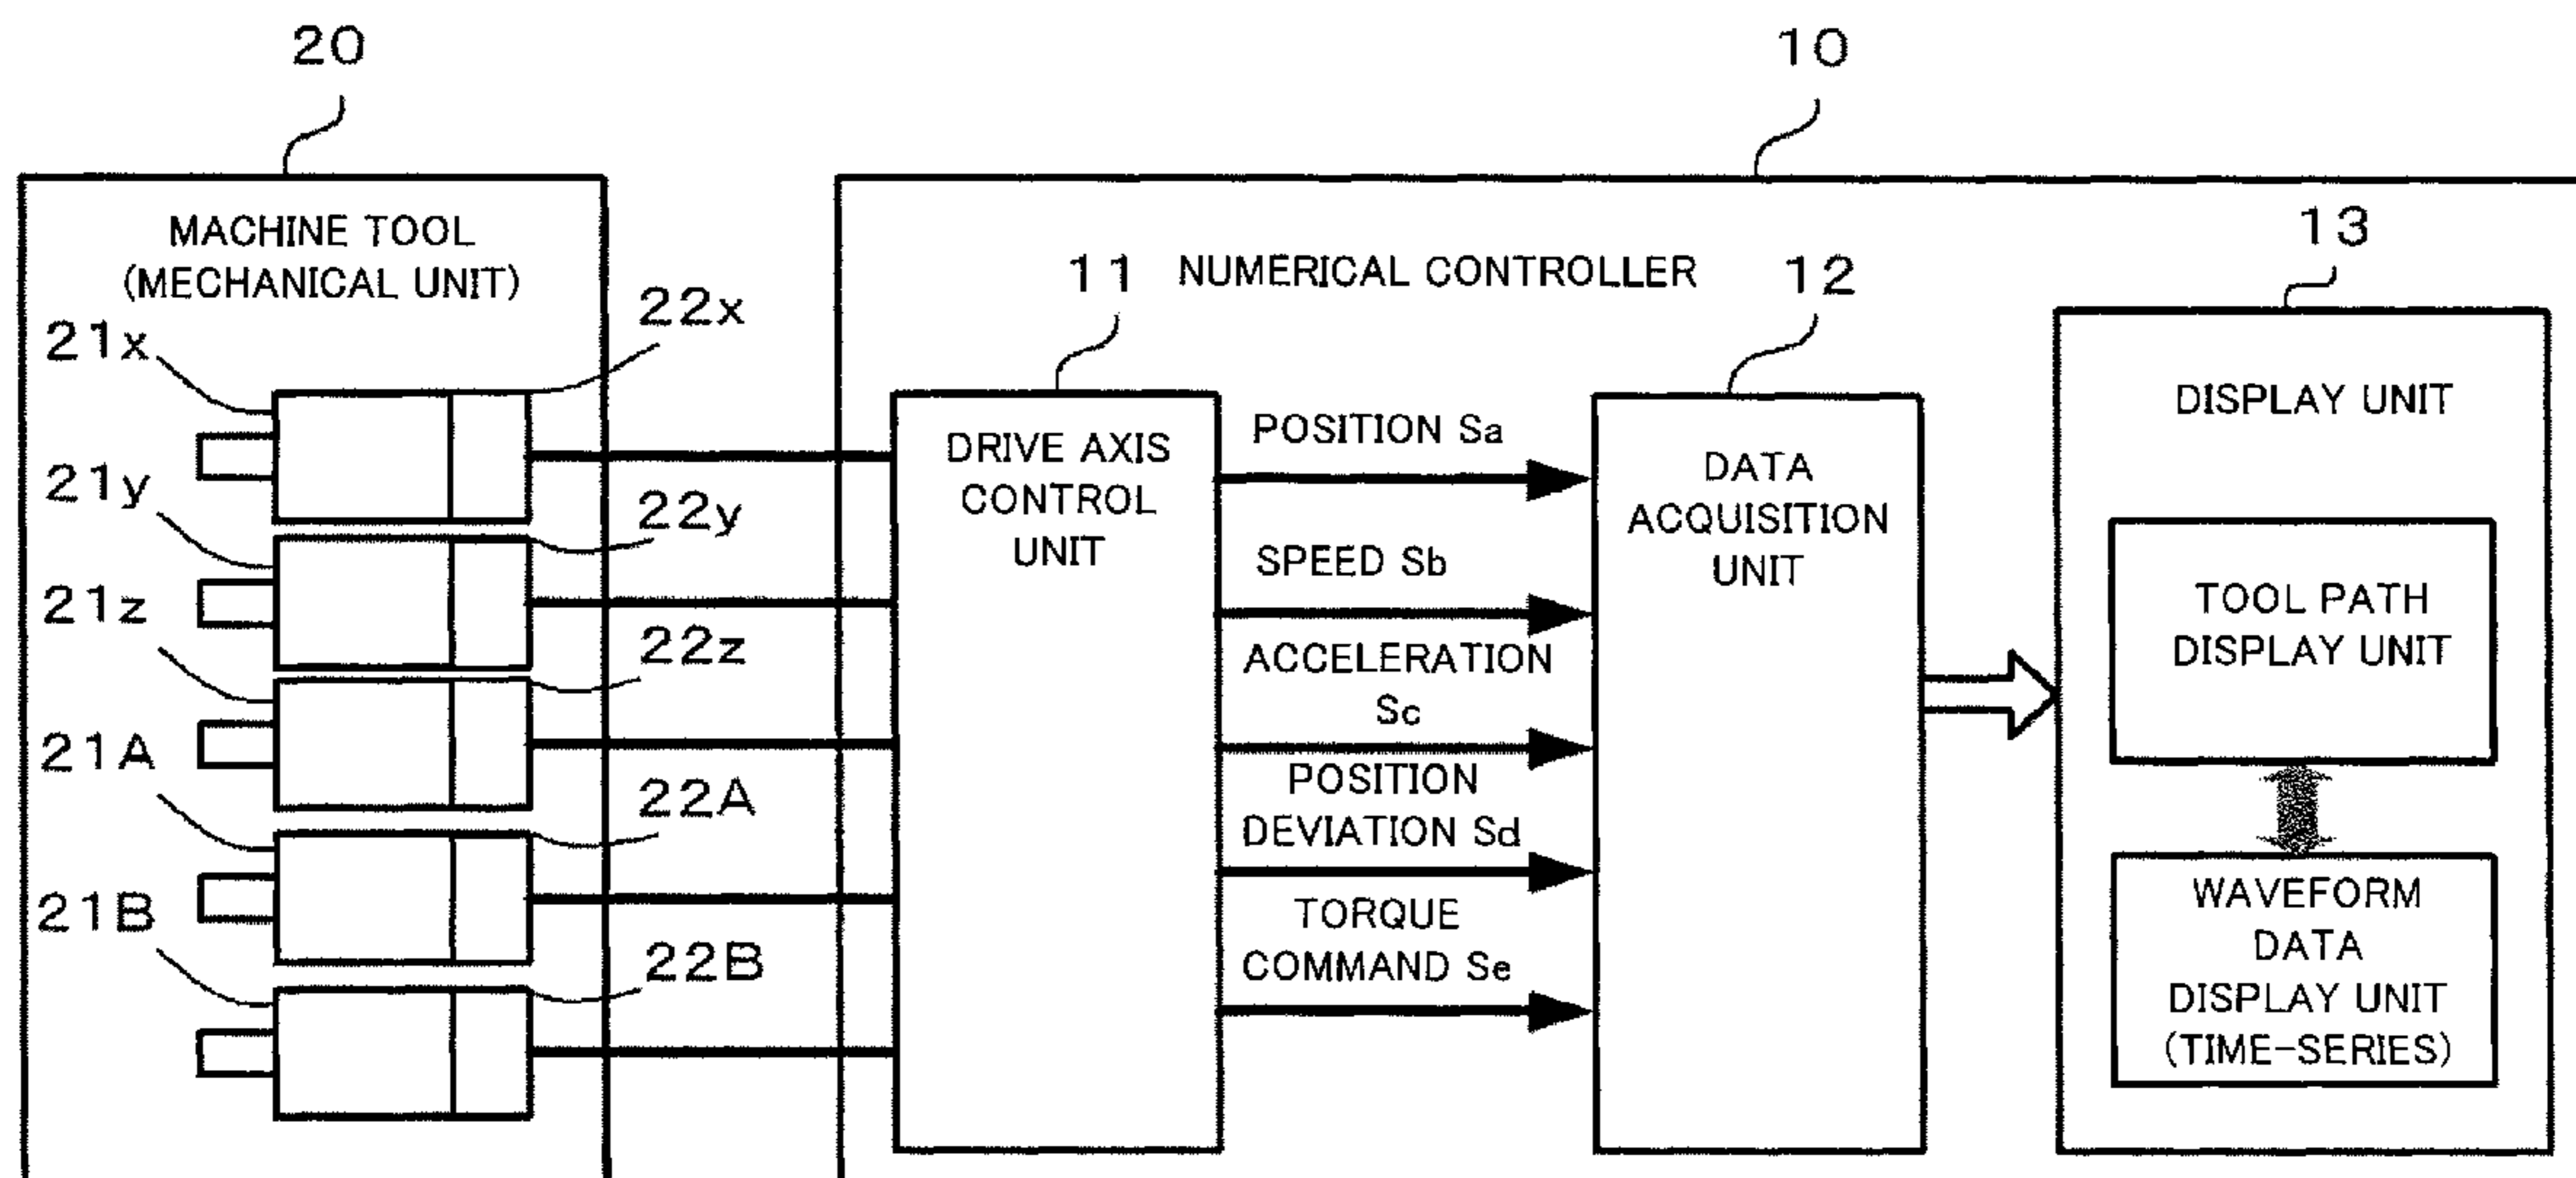 20
10
MACHINE TOOL
(MECHANICAL UNIT)
21x
22x
21y
22y
21z
22z
21A
22A
21B
22B
NUMERICAL CONTROLLER
11
DRIVE AXIS
CONTROL
UNIT
POSITION Sa
SPEED Sb
ACCELERATION
Sc
POSITION
DEVIATION Sd
TORQUE
COMMAND Se
12
DATA
ACQUISITION
UNIT
13
DISPLAY UNIT
TOOL PATH
DISPLAY UNIT
WAVEFORM
DATA
DISPLAY UNIT
(TIME-SERIES)